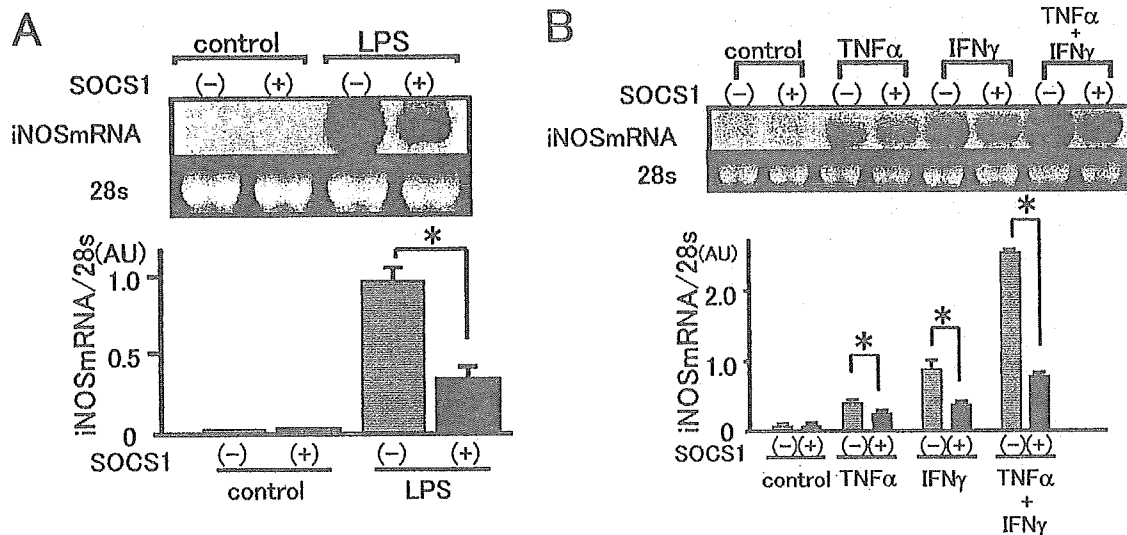 A
control LPS
SOCS1 (-) (+) (-) (+)
iNOSmRNA
28s
iNOSmRNA/28s
(AU)
1.0
0.5
0
*
SOCS1 (-) (+) (-) (+)
control LPS
B
control TNFα IFNγ TNFα + IFNγ
SOCS1 (-) (+) (-) (+) (-) (+) (-) (+)
iNOSmRNA
28s
iNOSmRNA/28s
(AU)
2.0
1.0
0
* * *
SOCS1 (-)(+) (-)(+) (-)(+) (-)(+)
control TNFα IFNγ TNFα
+
IFNγ